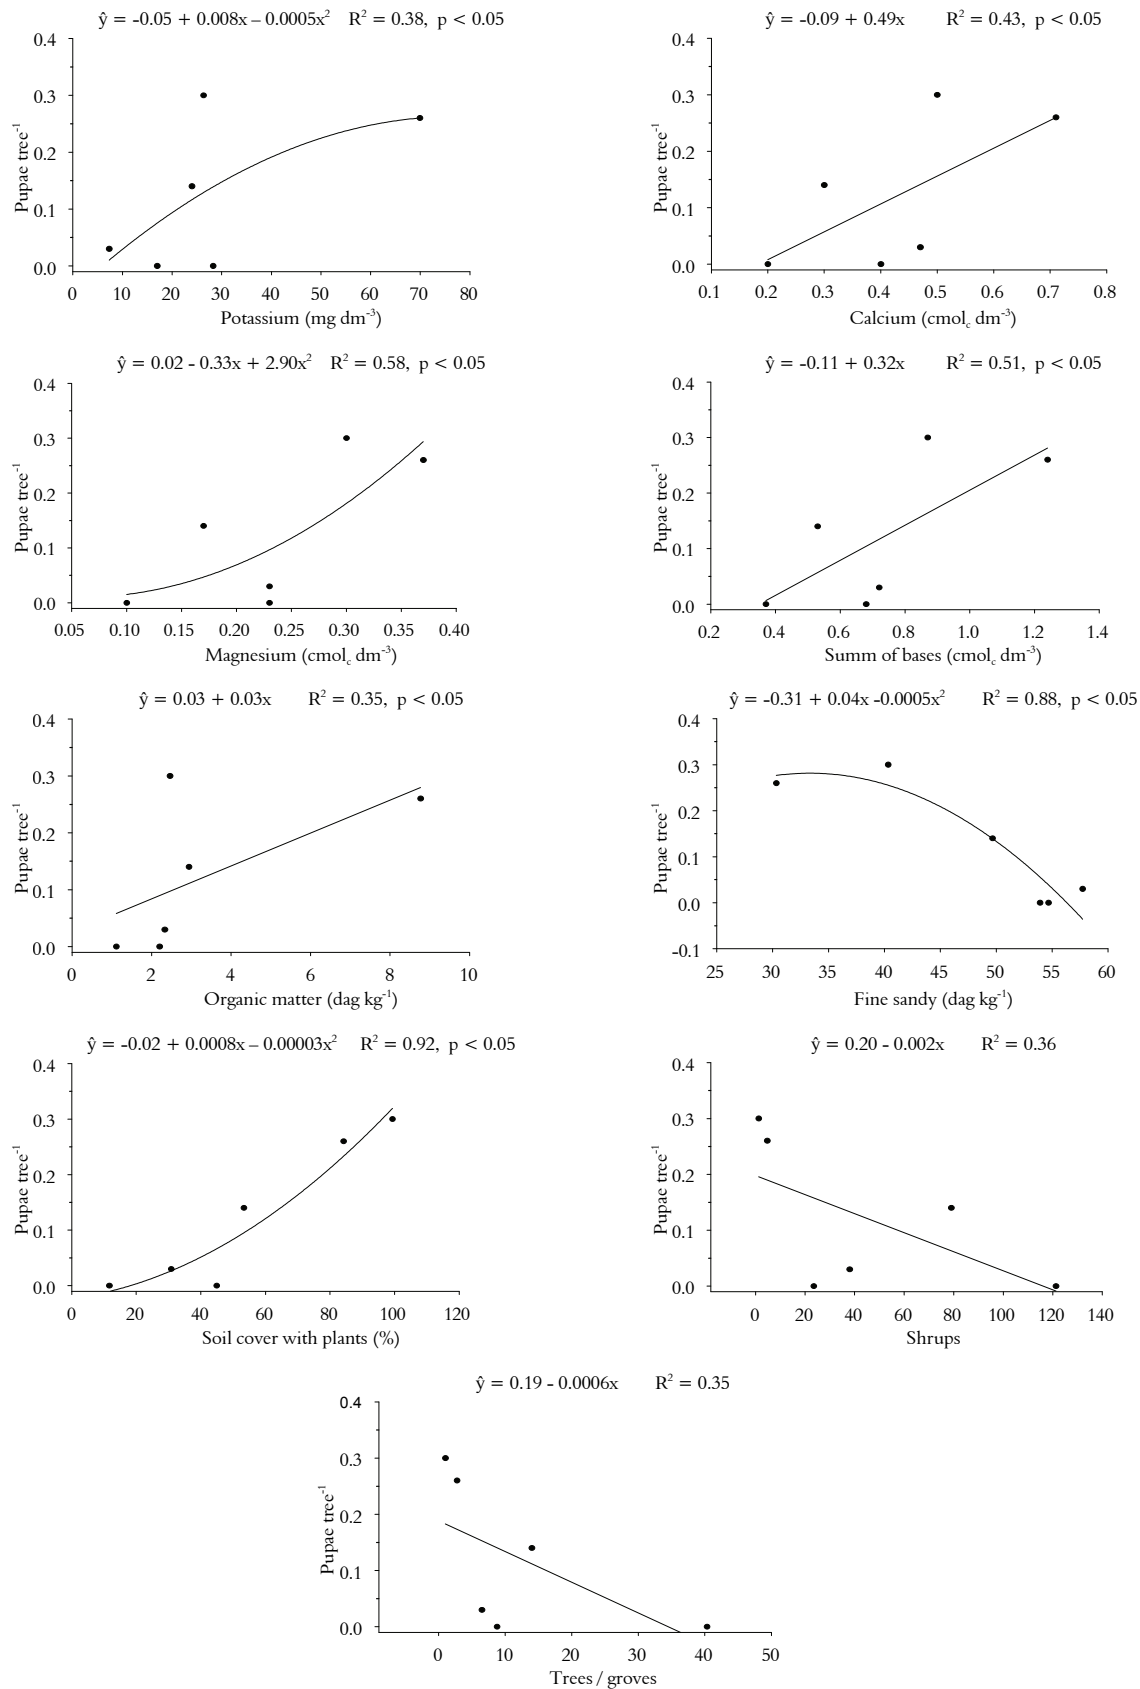 ŷ = -0.05 + 0.008x – 0.0005x² R² = 0.38, p < 0.05
0.4
0.3
0.2
0.1
0.0
Pupae tree⁻¹
0 10 20 30 40 50 60 70 80
Potassium (mg dm⁻³)
ŷ = -0.09 + 0.49x R² = 0.43, p < 0.05
0.4
0.3
0.2
0.1
0.0
Pupae tree⁻¹
0.1 0.2 0.3 0.4 0.5 0.6 0.7 0.8
Calcium (cmol꜀ dm⁻³)
ŷ = 0.02 - 0.33x + 2.90x² R² = 0.58, p < 0.05
0.4
0.3
0.2
0.1
0.0
Pupae tree⁻¹
0.05 0.10 0.15 0.20 0.25 0.30 0.35 0.40
Magnesium (cmol꜀ dm⁻³)
ŷ = -0.11 + 0.32x R² = 0.51, p < 0.05
0.4
0.3
0.2
0.1
0.0
Pupae tree⁻¹
0.2 0.4 0.6 0.8 1.0 1.2 1.4
Summ of bases (cmol꜀ dm⁻³)
ŷ = 0.03 + 0.03x R² = 0.35, p < 0.05
0.4
0.3
0.2
0.1
0.0
Pupae tree⁻¹
0 2 4 6 8 10
Organic matter (dag kg⁻¹)
ŷ = -0.31 + 0.04x -0.0005x² R² = 0.88, p < 0.05
0.4
0.3
0.2
0.1
0.0
-0.1
Pupae tree⁻¹
25 30 35 40 45 50 55 60
Fine sandy (dag kg⁻¹)
ŷ = -0.02 + 0.0008x – 0.00003x² R² = 0.92, p < 0.05
0.4
0.3
0.2
0.1
0.0
Pupae tree⁻¹
0 20 40 60 80 100 120
Soil cover with plants (%)
ŷ = 0.20 - 0.002x R² = 0.36
0.4
0.3
0.2
0.1
0.0
Pupae tree⁻¹
0 20 40 60 80 100 120 140
Shrups
ŷ = 0.19 - 0.0006x R² = 0.35
0.4
0.3
0.2
0.1
0.0
Pupae tree⁻¹
0 10 20 30 40 50
Trees / groves